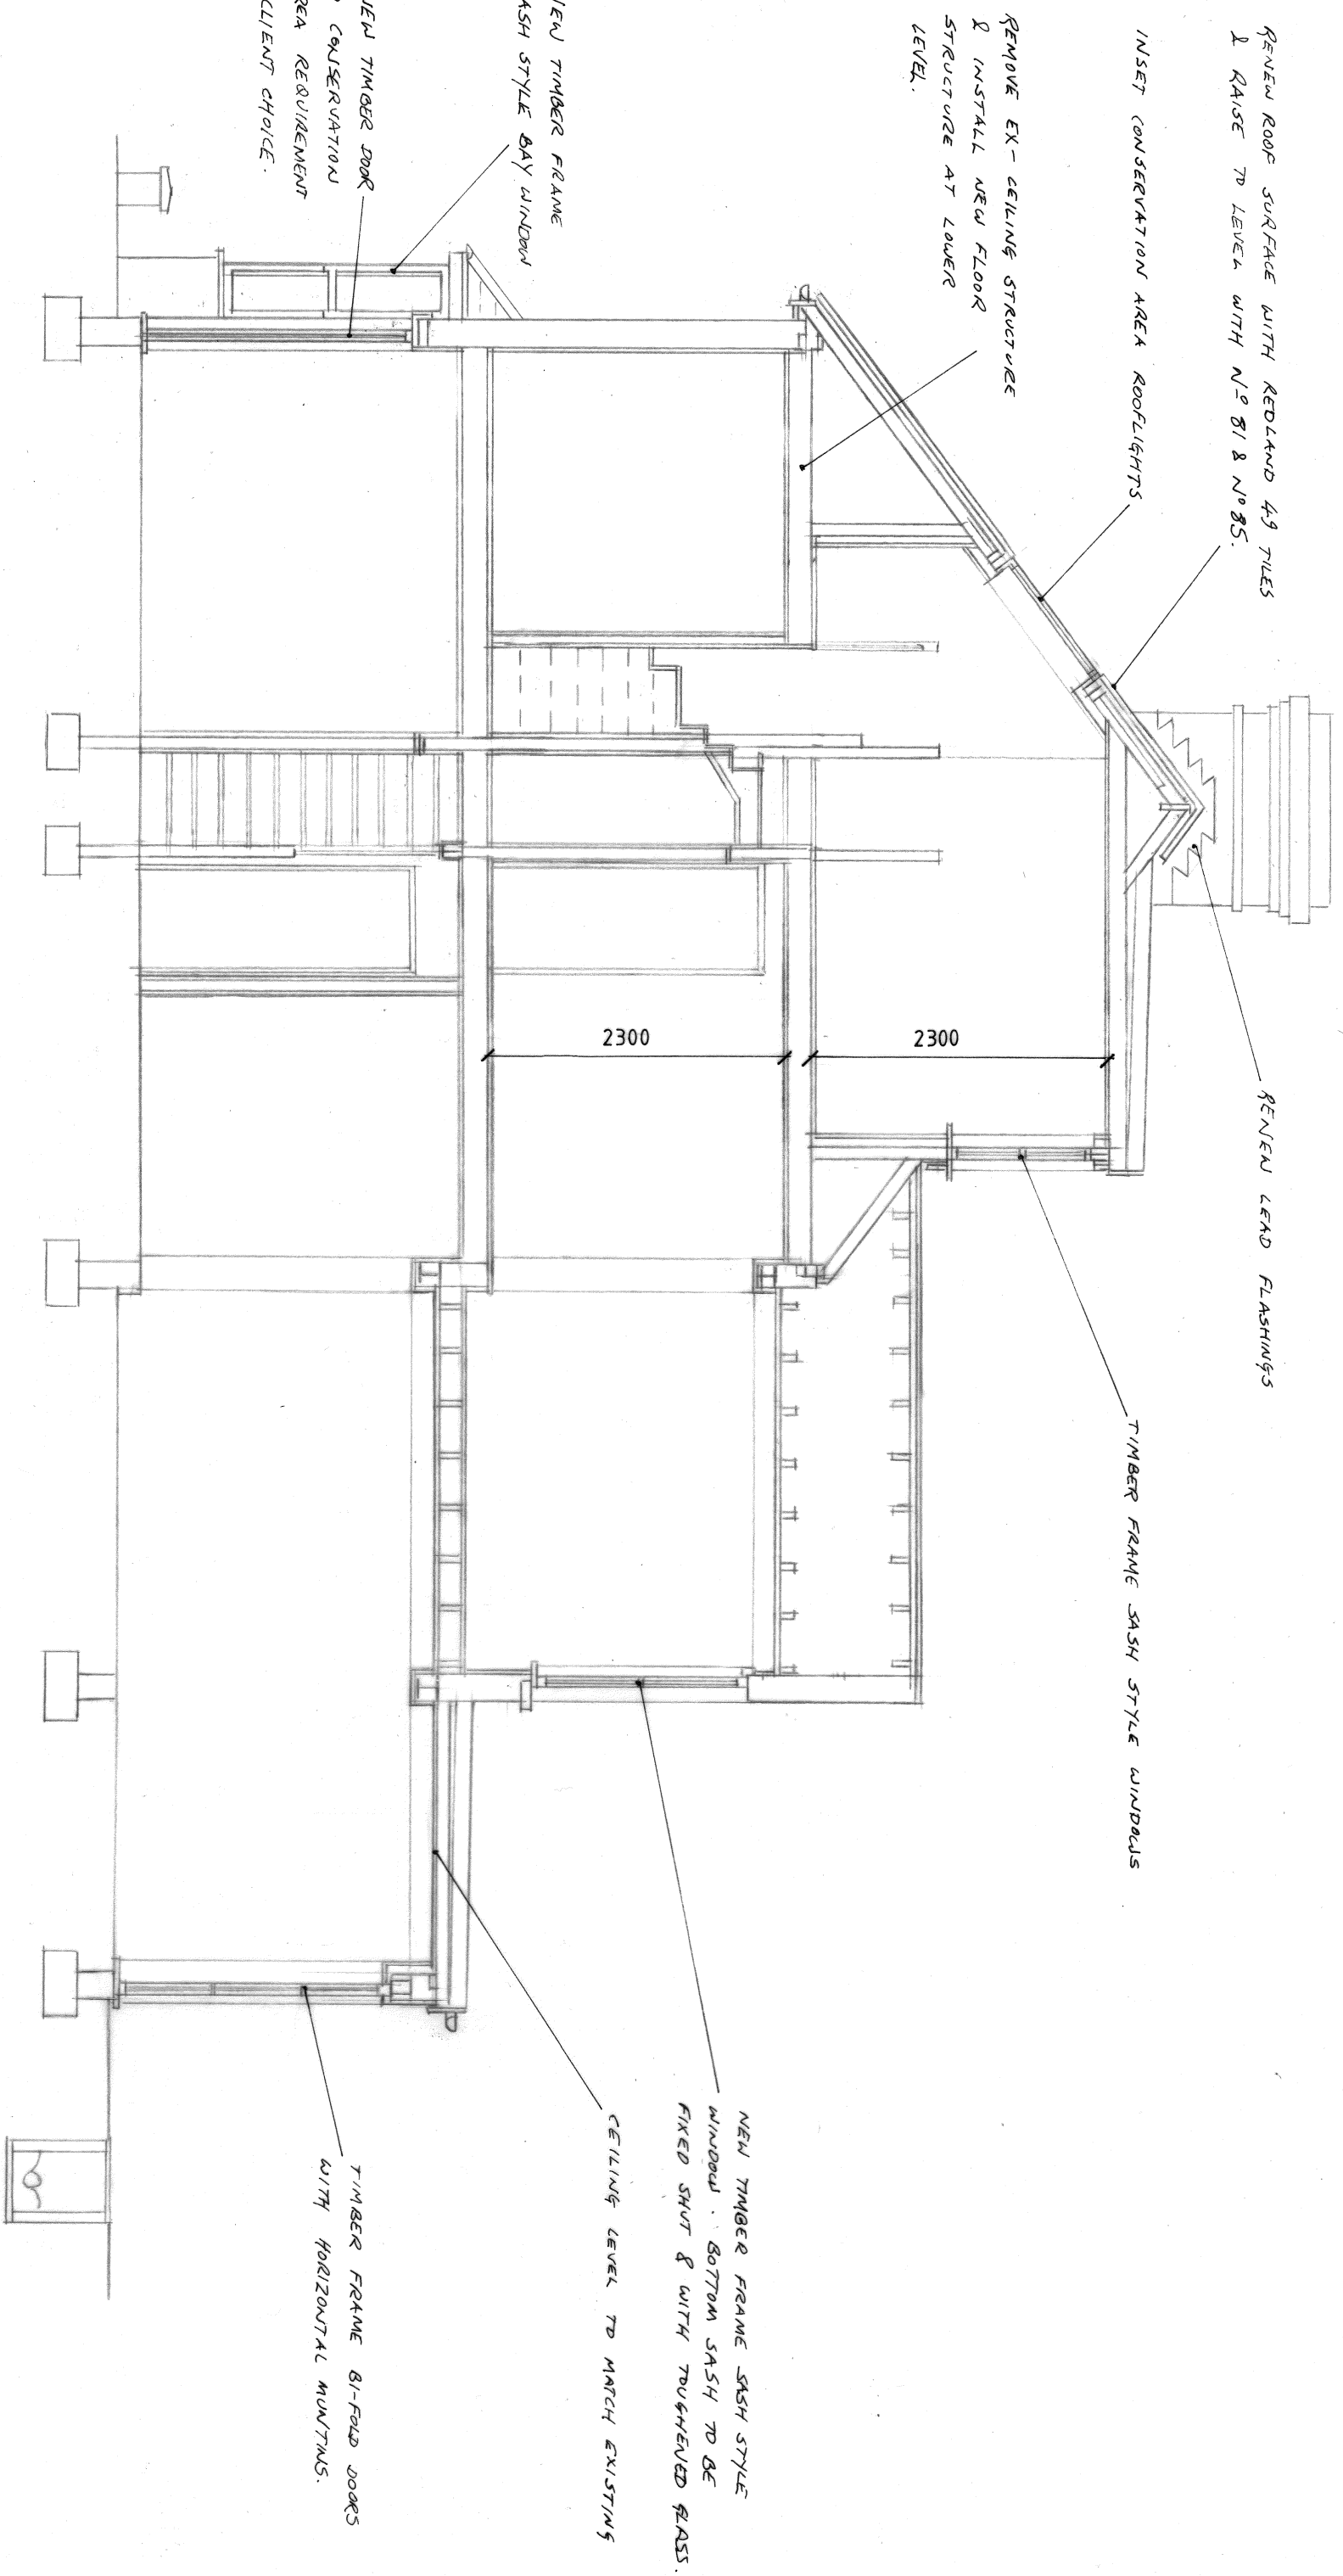 RENEW ROOF SURFACE WITH REDLAND 49 TILES
& RAISE TO LEVEL WITH Nº 81 & Nº 85.
INSET CONSERVATION AREA ROOFLIGHTS
REMOVE EX- CEILING STRUCTURE
& INSTALL NEW FLOOR
STRUCTURE AT LOWER
LEVEL.
IEW TIMBER FRAME
ASH STYLE BAY WINDOW
IEW TIMBER DOOR
CONSERVATION
REA REQUIREMENT
CLIENT CHOICE.
2300
2300
RENEW LEAD FLASHINGS
TIMBER FRAME SASH STYLE WINDOWS
NEW TIMBER FRAME SASH STYLE
WINDOW. BOTTOM SASH TO BE
FIXED SHUT & WITH TOUGHENED GLASS.
CEILING LEVEL TO MATCH EXISTING
TIMBER FRAME BI-FOLD DOORS
WITH HORIZONTAL MUNTINS.